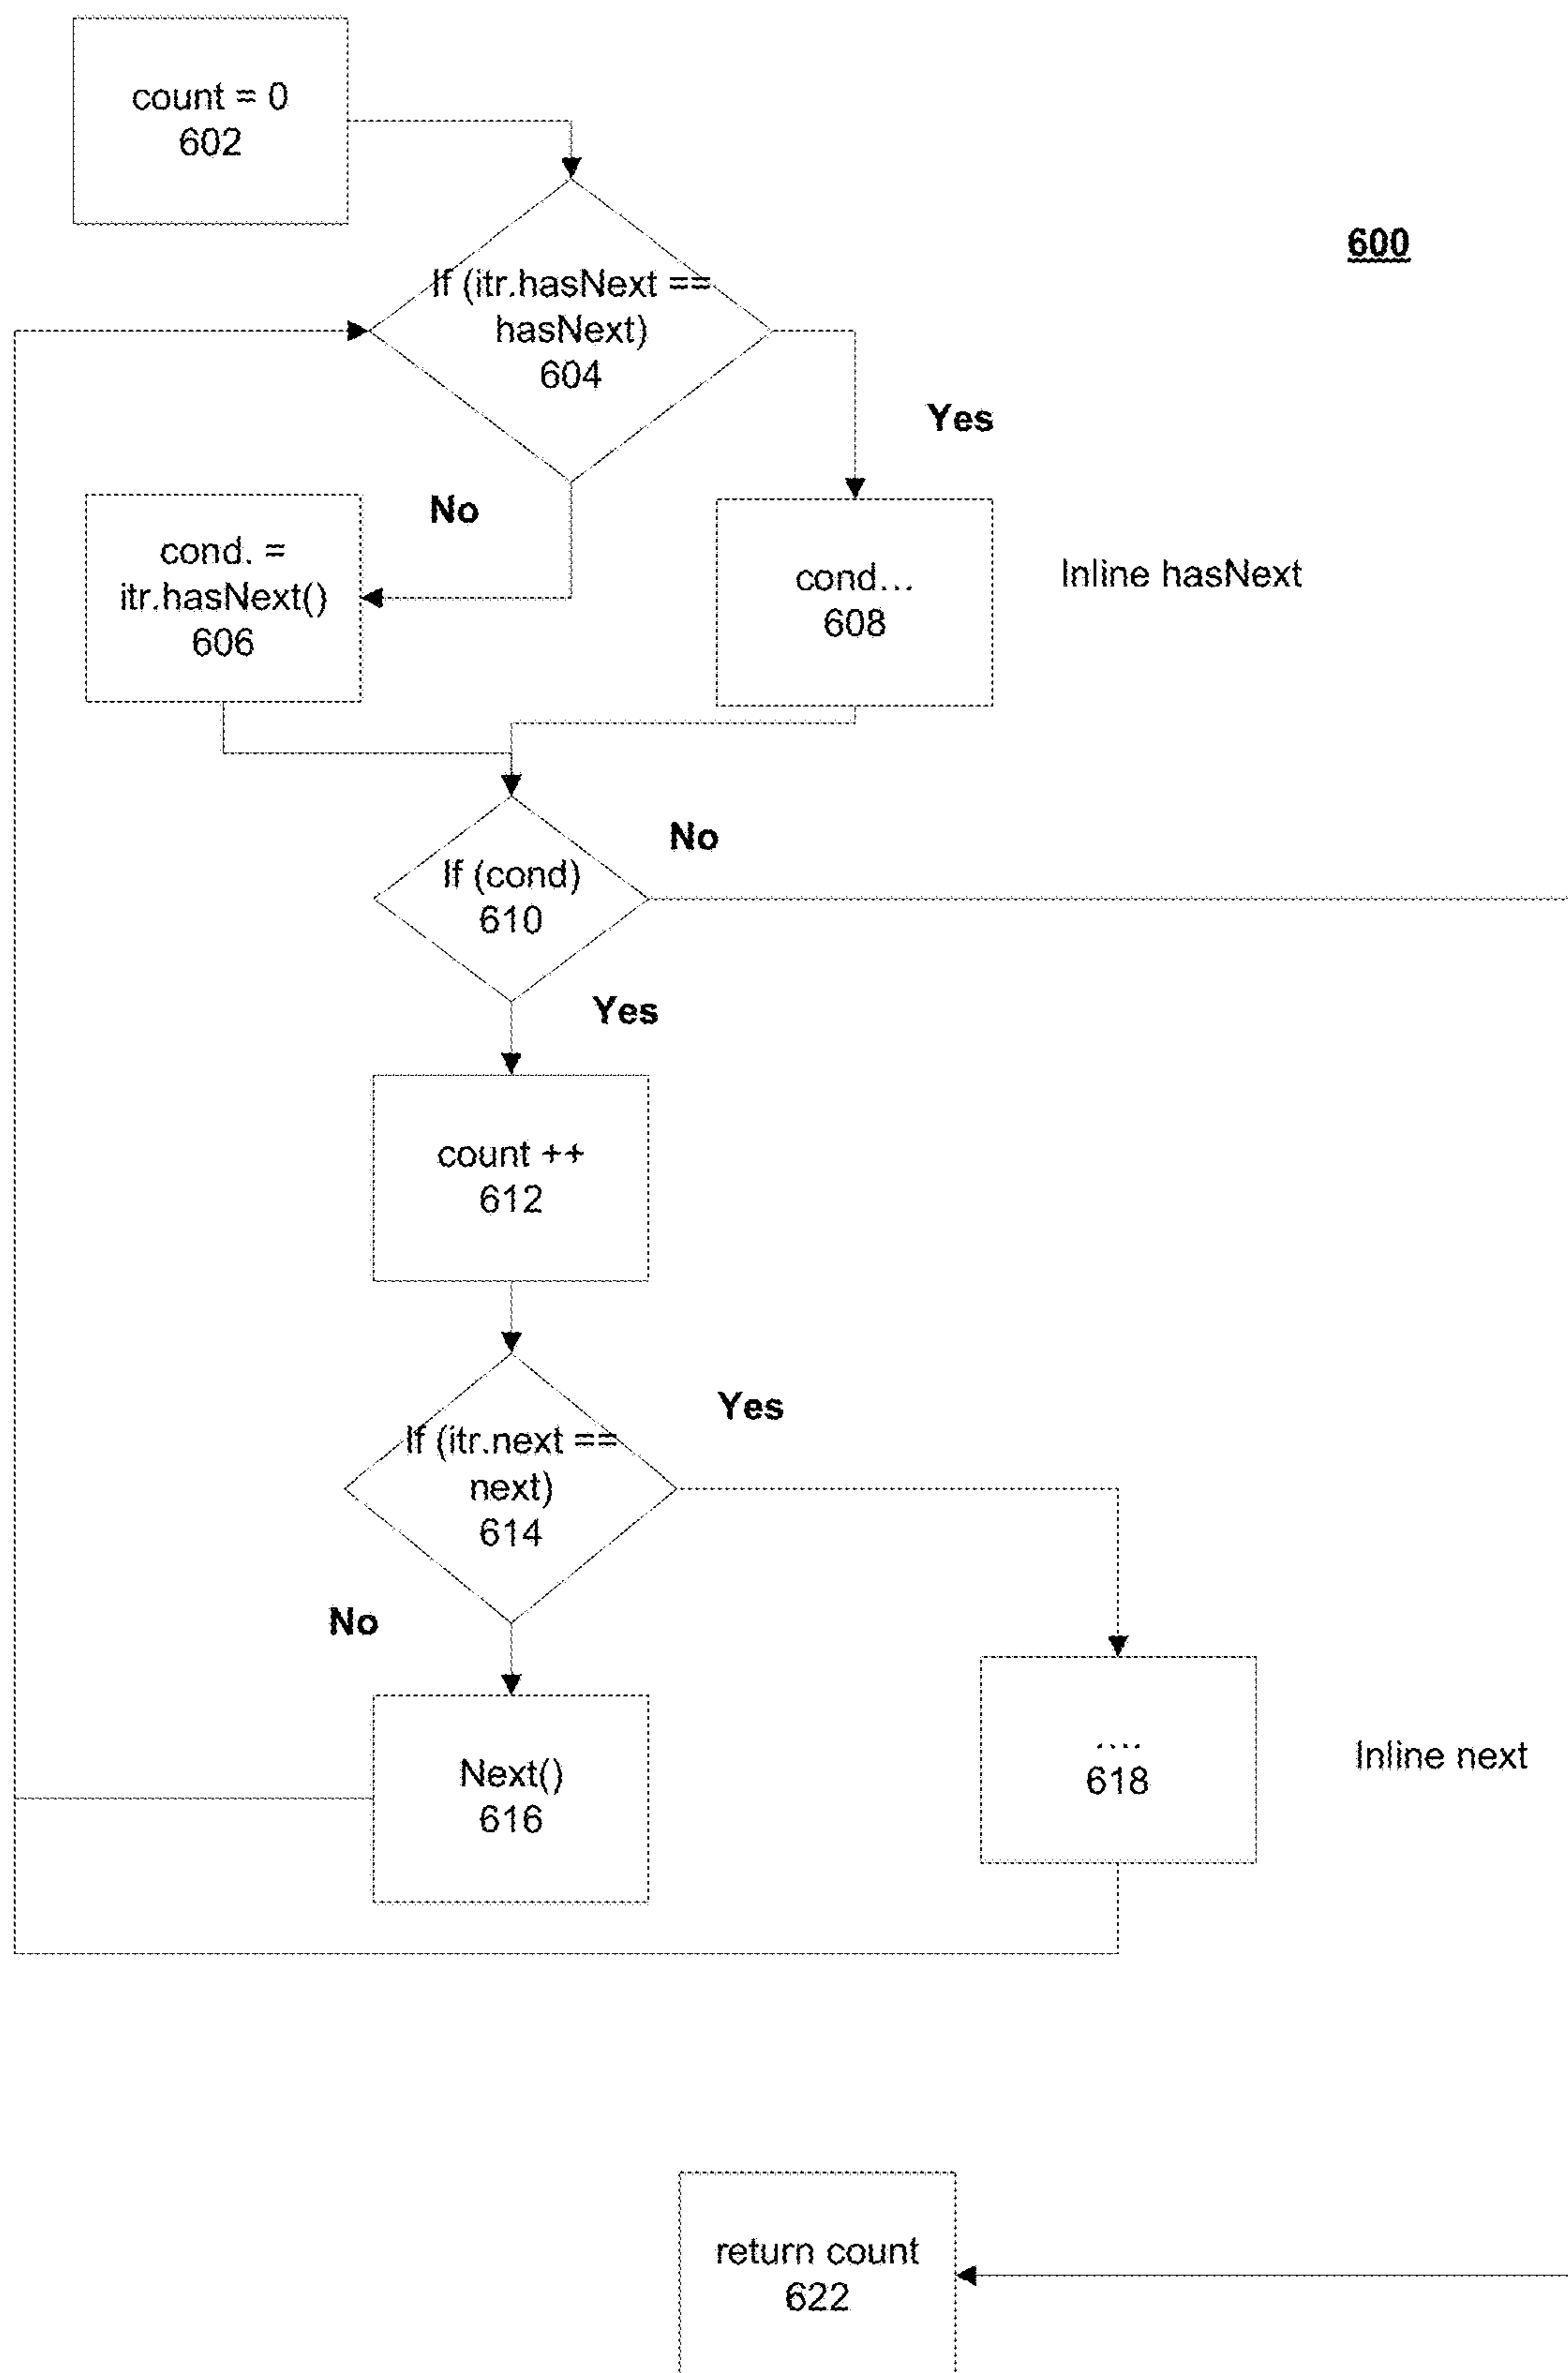 count = 0
602
600
If (itr.hasNext ==
hasNext)
604
Yes
No
cond. =
itr.hasNext()
606
cond...
608
Inline hasNext
No
If (cond)
610
Yes
count ++
612
Yes
If (itr.next ==
next)
614
No
Next()
616
....
618
Inline next
return count
622